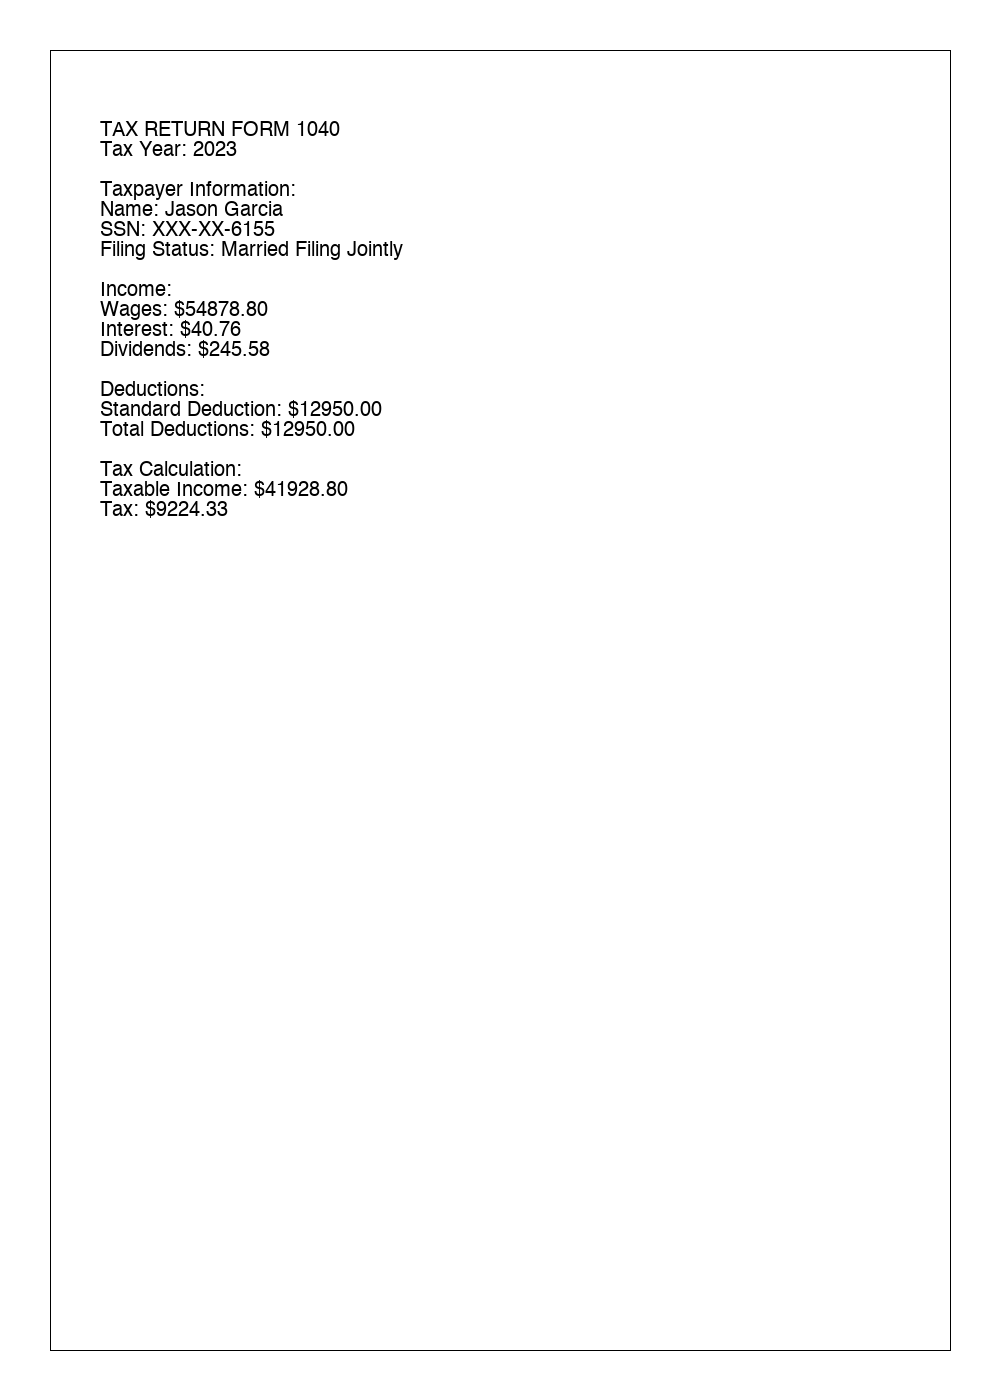 TAX RETURN FORM 1040
Tax Year: 2023
Taxpayer Information:
Name: Jason Garcia
SSN: XXX-XX-6155
Filing Status: Married Filing Jointly
Income:
Wages: $54878.80
Interest: $40.76
Dividends: $245.58
Deductions:
Standard Deduction: $12950.00
Total Deductions: $12950.00
Tax Calculation:
Taxable Income: $41928.80
Tax: $9224.33